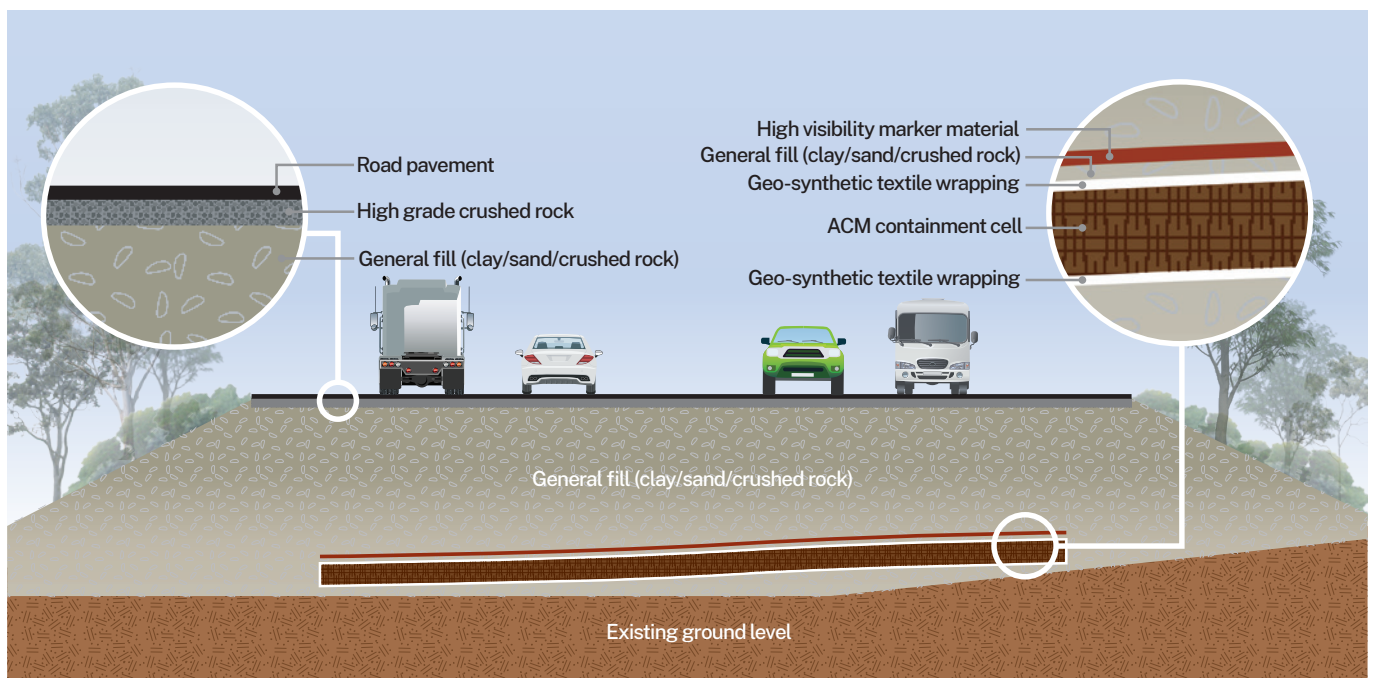 Road pavement
High grade crushed rock
General fill (clay/sand/crushed rock)
High visibility marker material
General fill (clay/sand/crushed rock)
Geo-synthetic textile wrapping
ACM containment cell
Geo-synthetic textile wrapping
General fill (clay/sand/crushed rock)
Existing ground level